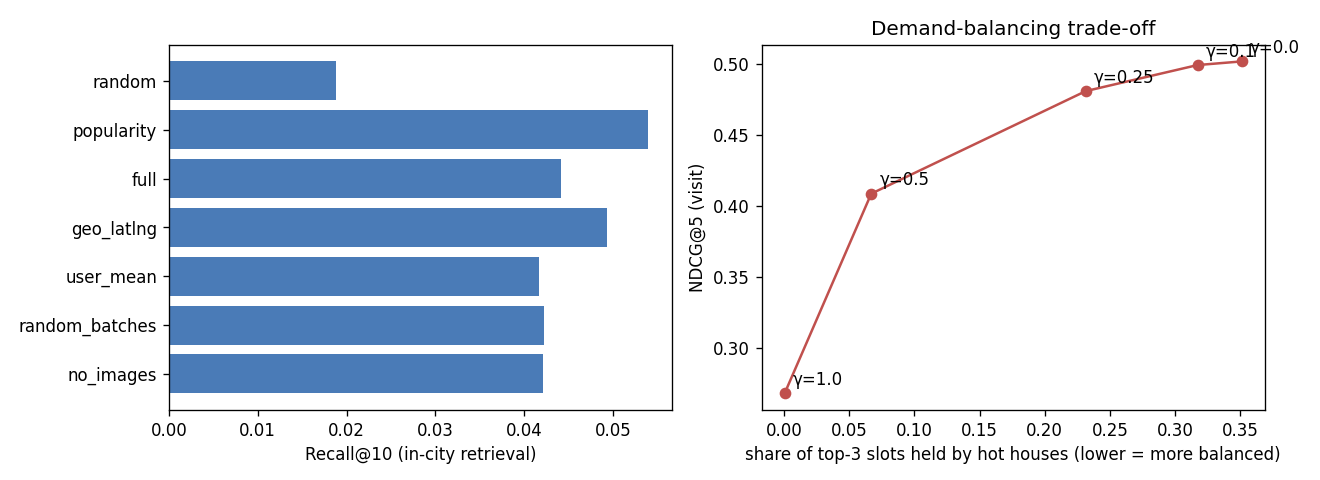 random
popularity
full
geo_latlng
user_mean
random_batches
no_images
0.00 0.01 0.02 0.03 0.04 0.05
Recall@10 (in-city retrieval)
Demand-balancing trade-off
NDCG@5 (visit)
0.50
0.45
0.40
0.35
0.30
γ=0.0
γ=0.1
γ=0.25
γ=0.5
γ=1.0
0.00 0.05 0.10 0.15 0.20 0.25 0.30 0.35
share of top-3 slots held by hot houses (lower = more balanced)